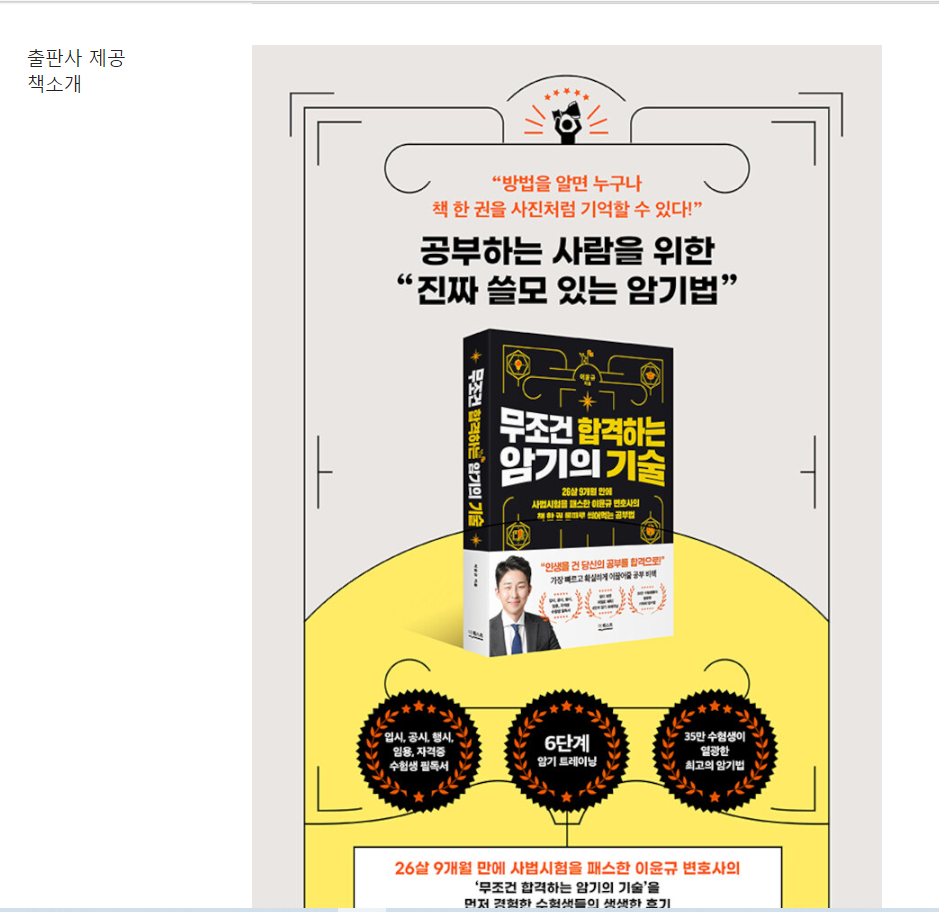 출판사 제공
책소개
“방법을 알면 누구나
책 한 권을 사진처럼 기억할 수 있다!”
공부하는 사람을 위한
“진짜 쓸모 있는 암기법”
무조건 합격하는 암기의 기술
이윤규
지음
무조건 합격하는
암기의 기술
26살 9개월 만에
사법시험을 패스한 이윤규 변호사의
책 한 권 통째로 씹어먹는 공부법
“인생을 건 당신의 공부를 합격으로!”
가장 빠르고 확실하게 이끌어줄 공부 비책
입시, 공시, 행시,
임용, 자격증
수험생 필독서
6단계
암기 트레이닝
35만 수험생이
열광한
최고의 암기법
26살 9개월 만에 사법시험을 패스한 이윤규 변호사의
‘무조건 합격하는 암기의 기술’을
먼저 경험한 수험생들의 생생한 후기